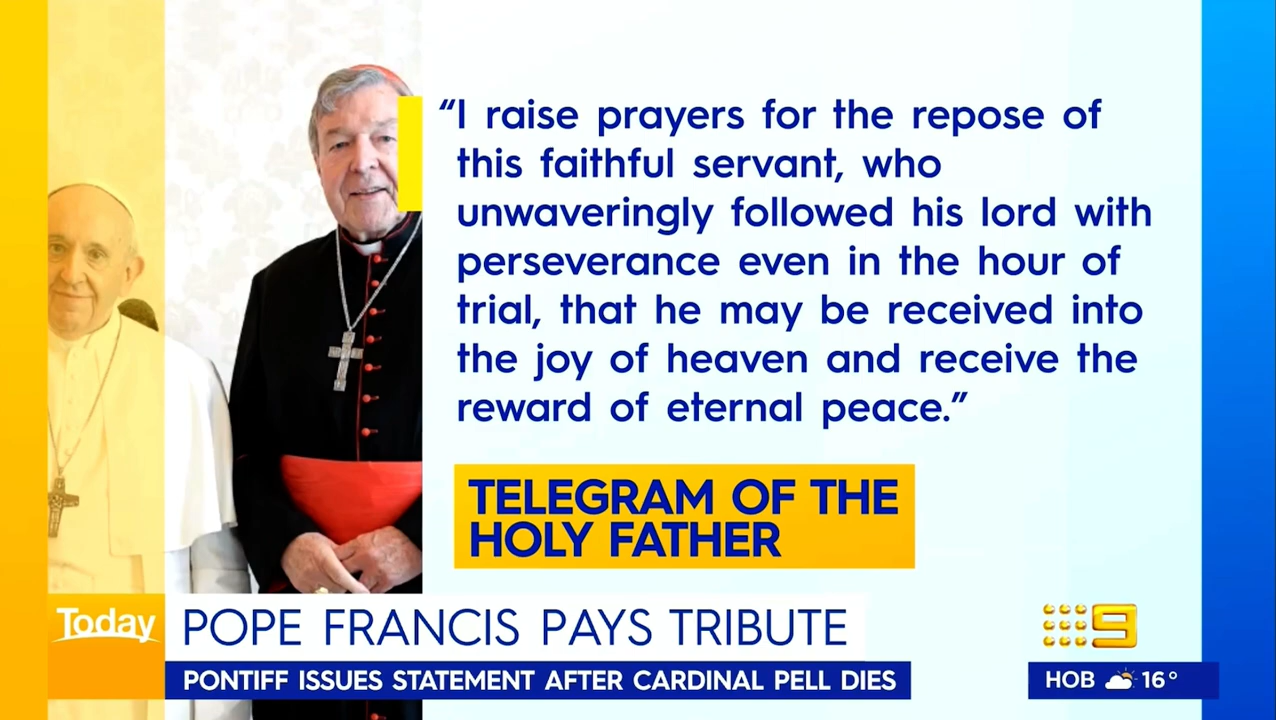 “I raise prayers for the repose of
this faithful servant, who
unwaveringly followed his lord with
perseverance even in the hour of
trial, that he may be received into
the joy of heaven and receive the
reward of eternal peace.”
TELEGRAM OF THE
HOLY FATHER
Today
POPE FRANCIS PAYS TRIBUTE
9
PONTIFF ISSUES STATEMENT AFTER CARDINAL PELL DIES
HOB 16°